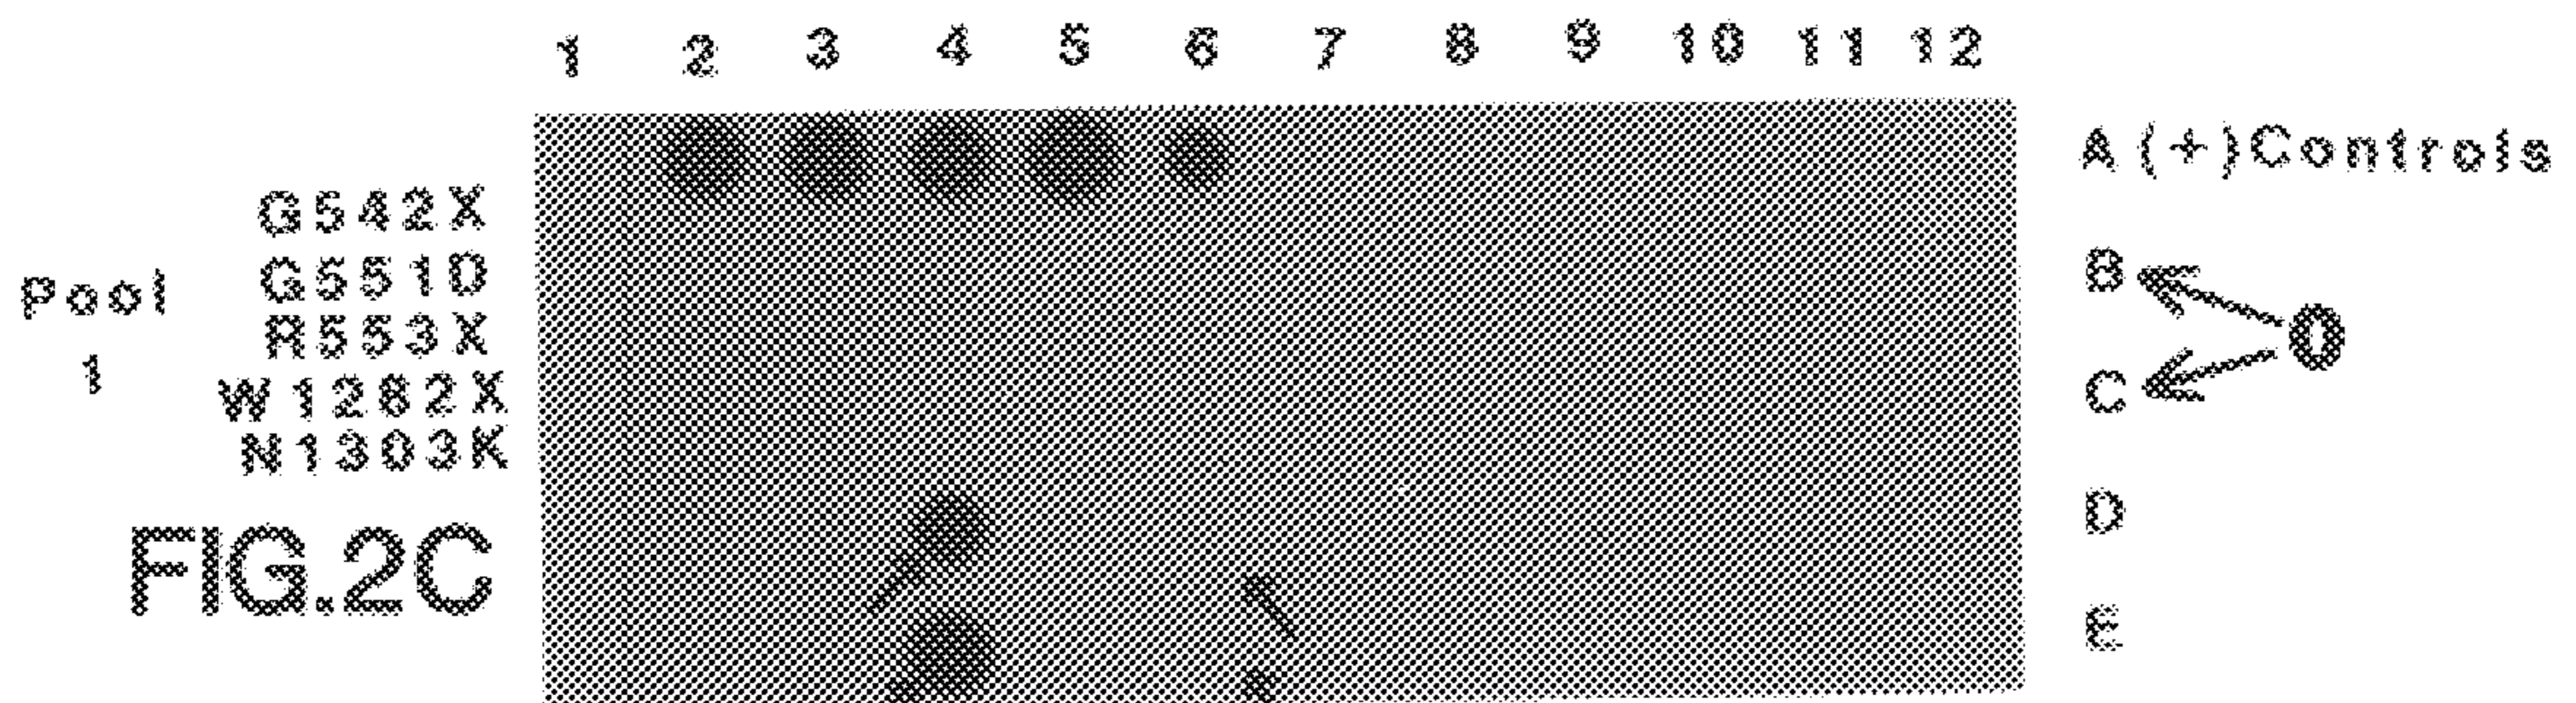 1 2 3 4 5 6 7 8 9 10 11 12
A (+) Controls
G542X
B
G551D
Pool
R553X
0
1
C
W1282X
N1303K
D
FIG.2C
E